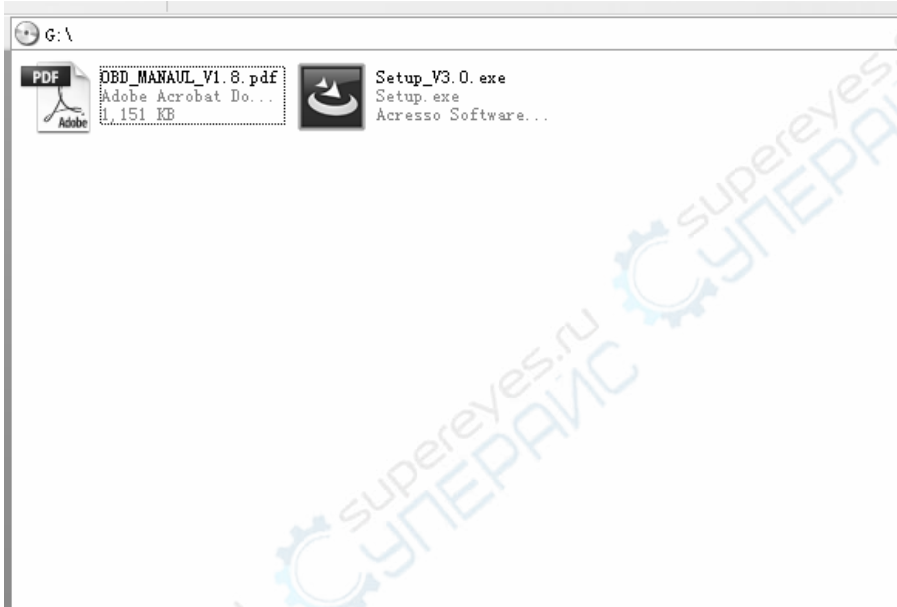 G:\
PDF
Adobe
OBD_MANAUL_V1.8.pdf
Adobe Acrobat Do...
1,151 KB
Setup_V3.0.exe
Setup.exe
Acresso Software...
supereyes.ru
СУПЕРАЙС
supereyes.ru
СУПЕРАЙС